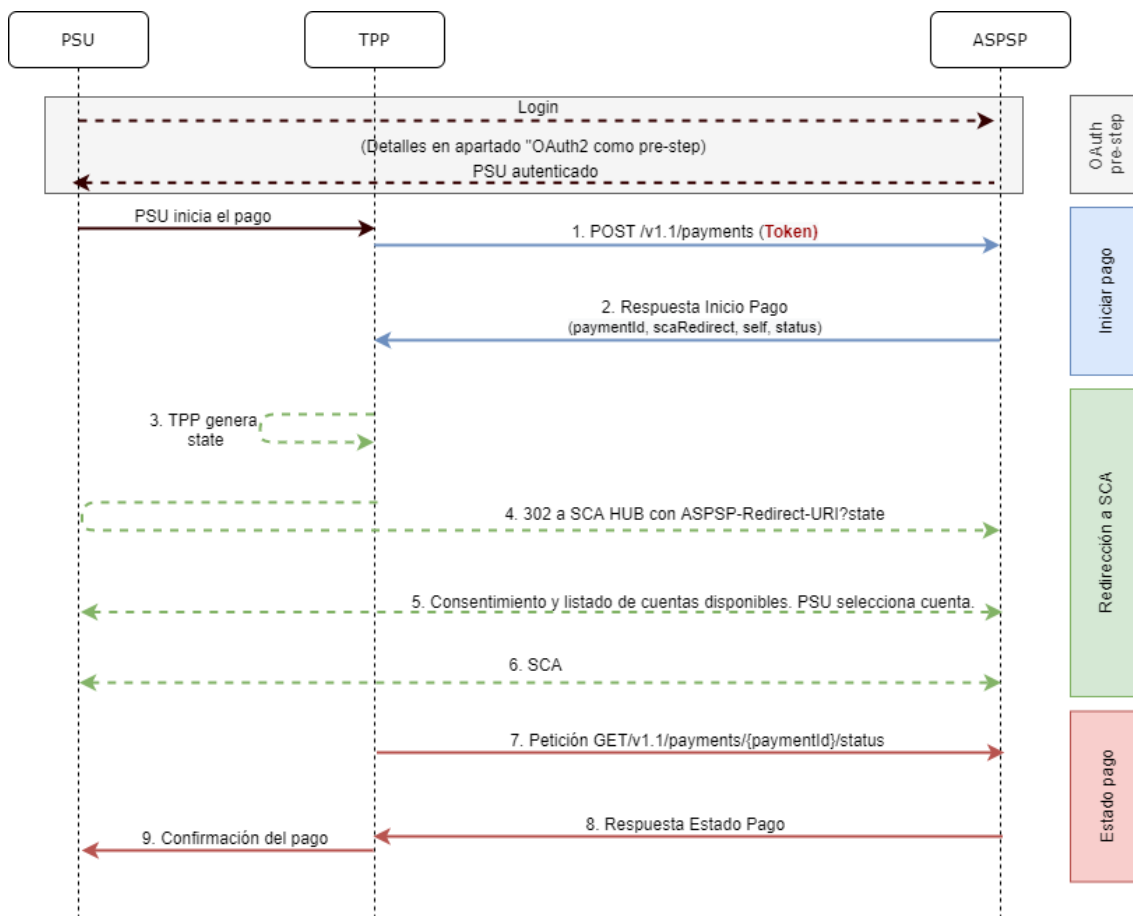 PSU
TPP
ASPSP
Login
(Detalles en apartado "OAuth2 como pre-step)
PSU autenticado
OAuth
pre-step
PSU inicia el pago
1. POST /v1.1/payments (Token)
2. Respuesta Inicio Pago
(paymentId, scaRedirect, self, status)
Iniciar pago
3. TPP genera
state
4. 302 a SCA HUB con ASPSP-Redirect-URI?state
5. Consentimiento y listado de cuentas disponibles. PSU selecciona cuenta.
6. SCA
Redirección a SCA
7. Petición GET/v1.1/payments/{paymentId}/status
8. Respuesta Estado Pago
9. Confirmación del pago
Estado pago